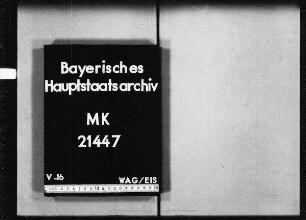 Bayerisches
Hauptstaatsarchiv
MK
21447
V.16 WAG/EIS